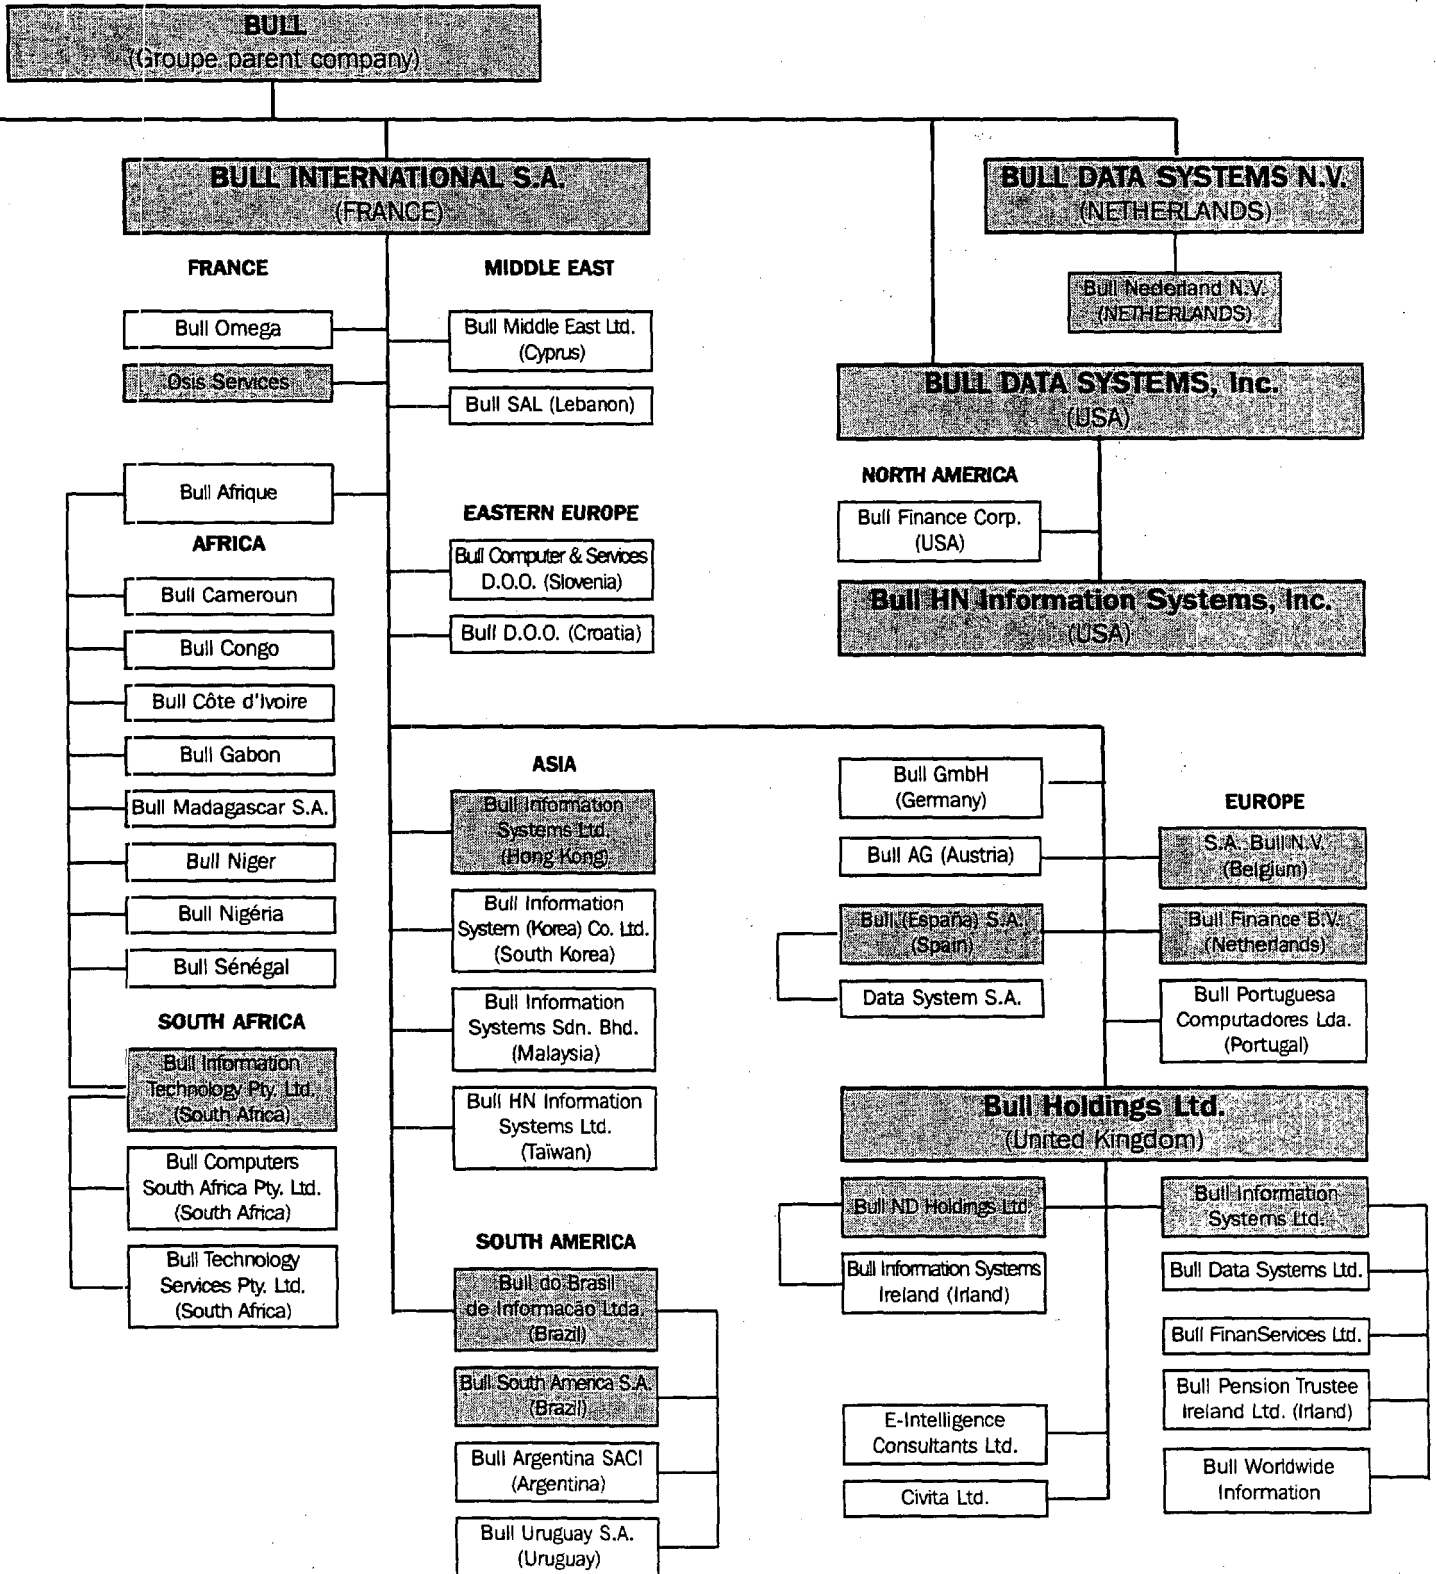 BULL
(Groupe parent company)
BULL INTERNATIONAL S.A.
(FRANCE)
BULL DATA SYSTEMS N.V.
(NETHERLANDS)
Bull Nederland N.V.
(NETHERLANDS)
BULL DATA SYSTEMS, Inc.
(USA)
NORTH AMERICA
Bull Finance Corp.
(USA)
Bull HN Information Systems, Inc.
(USA)
FRANCE
Bull Omega
Osis Services
Bull Afrique
AFRICA
Bull Cameroun
Bull Congo
Bull Côte d'Ivoire
Bull Gabon
Bull Madagascar S.A.
Bull Niger
Bull Nigéria
Bull Sénégal
SOUTH AFRICA
Bull Information
Technology Pty. Ltd.
(South Africa)
Bull Computers
South Africa Pty. Ltd.
(South Africa)
Bull Technology
Services Pty. Ltd.
(South Africa)
MIDDLE EAST
Bull Middle East Ltd.
(Cyprus)
Bull SAL (Lebanon)
EASTERN EUROPE
Bull Computer & Services
D.O.O. (Slovenia)
Bull D.O.O. (Croatia)
ASIA
Bull Information
Systems Ltd.
(Hong Kong)
Bull Information
System (Korea) Co. Ltd.
(South Korea)
Bull Information
Systems Sdn. Bhd.
(Malaysia)
Bull HN Information
Systems Ltd.
(Taïwan)
SOUTH AMERICA
Bull do Brasil
de Informacão Ltda.
(Brazil)
Bull South America S.A.
(Brazil)
Bull Argentina SACI
(Argentina)
Bull Uruguay S.A.
(Uruguay)
Bull GmbH
(Germany)
Bull AG (Austria)
Bull (España) S.A.
(Spain)
Data System S.A.
EUROPE
S.A. Bull N.V.
(Belgium)
Bull Finance B.V.
(Netherlands)
Bull Portuguesa
Computadores Lda.
(Portugal)
Bull Holdings Ltd.
(United Kingdom)
Bull ND Holdings Ltd.
Bull Information Systems
Ireland (Irland)
E-Intelligence
Consultants Ltd.
Civita Ltd.
Bull Information
Systems Ltd.
Bull Data Systems Ltd.
Bull FinanServices Ltd.
Bull Pension Trustee
Ireland Ltd. (Irland)
Bull Worldwide
Information